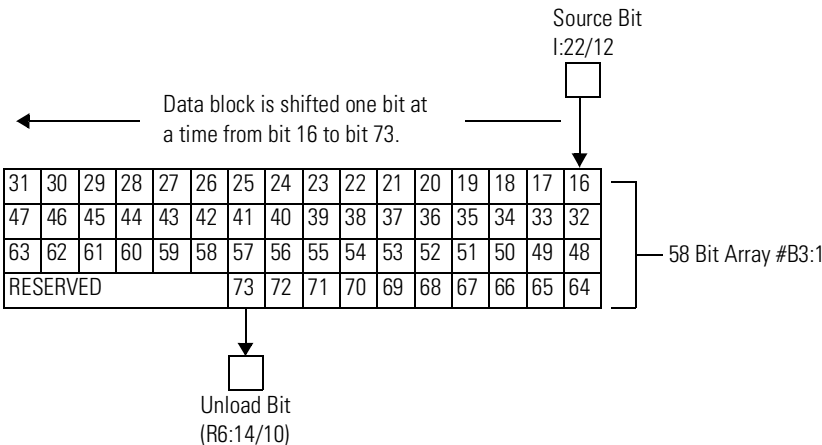 Source Bit
I:22/12
Data block is shifted one bit at
a time from bit 16 to bit 73.
31 30 29 28 27 26 25 24 23 22 21 20 19 18 17 16
47 46 45 44 43 42 41 40 39 38 37 36 35 34 33 32
63 62 61 60 59 58 57 56 55 54 53 52 51 50 49 48
58 Bit Array #B3:1
RESERVED 73 72 71 70 69 68 67 66 65 64
Unload Bit
(R6:14/10)